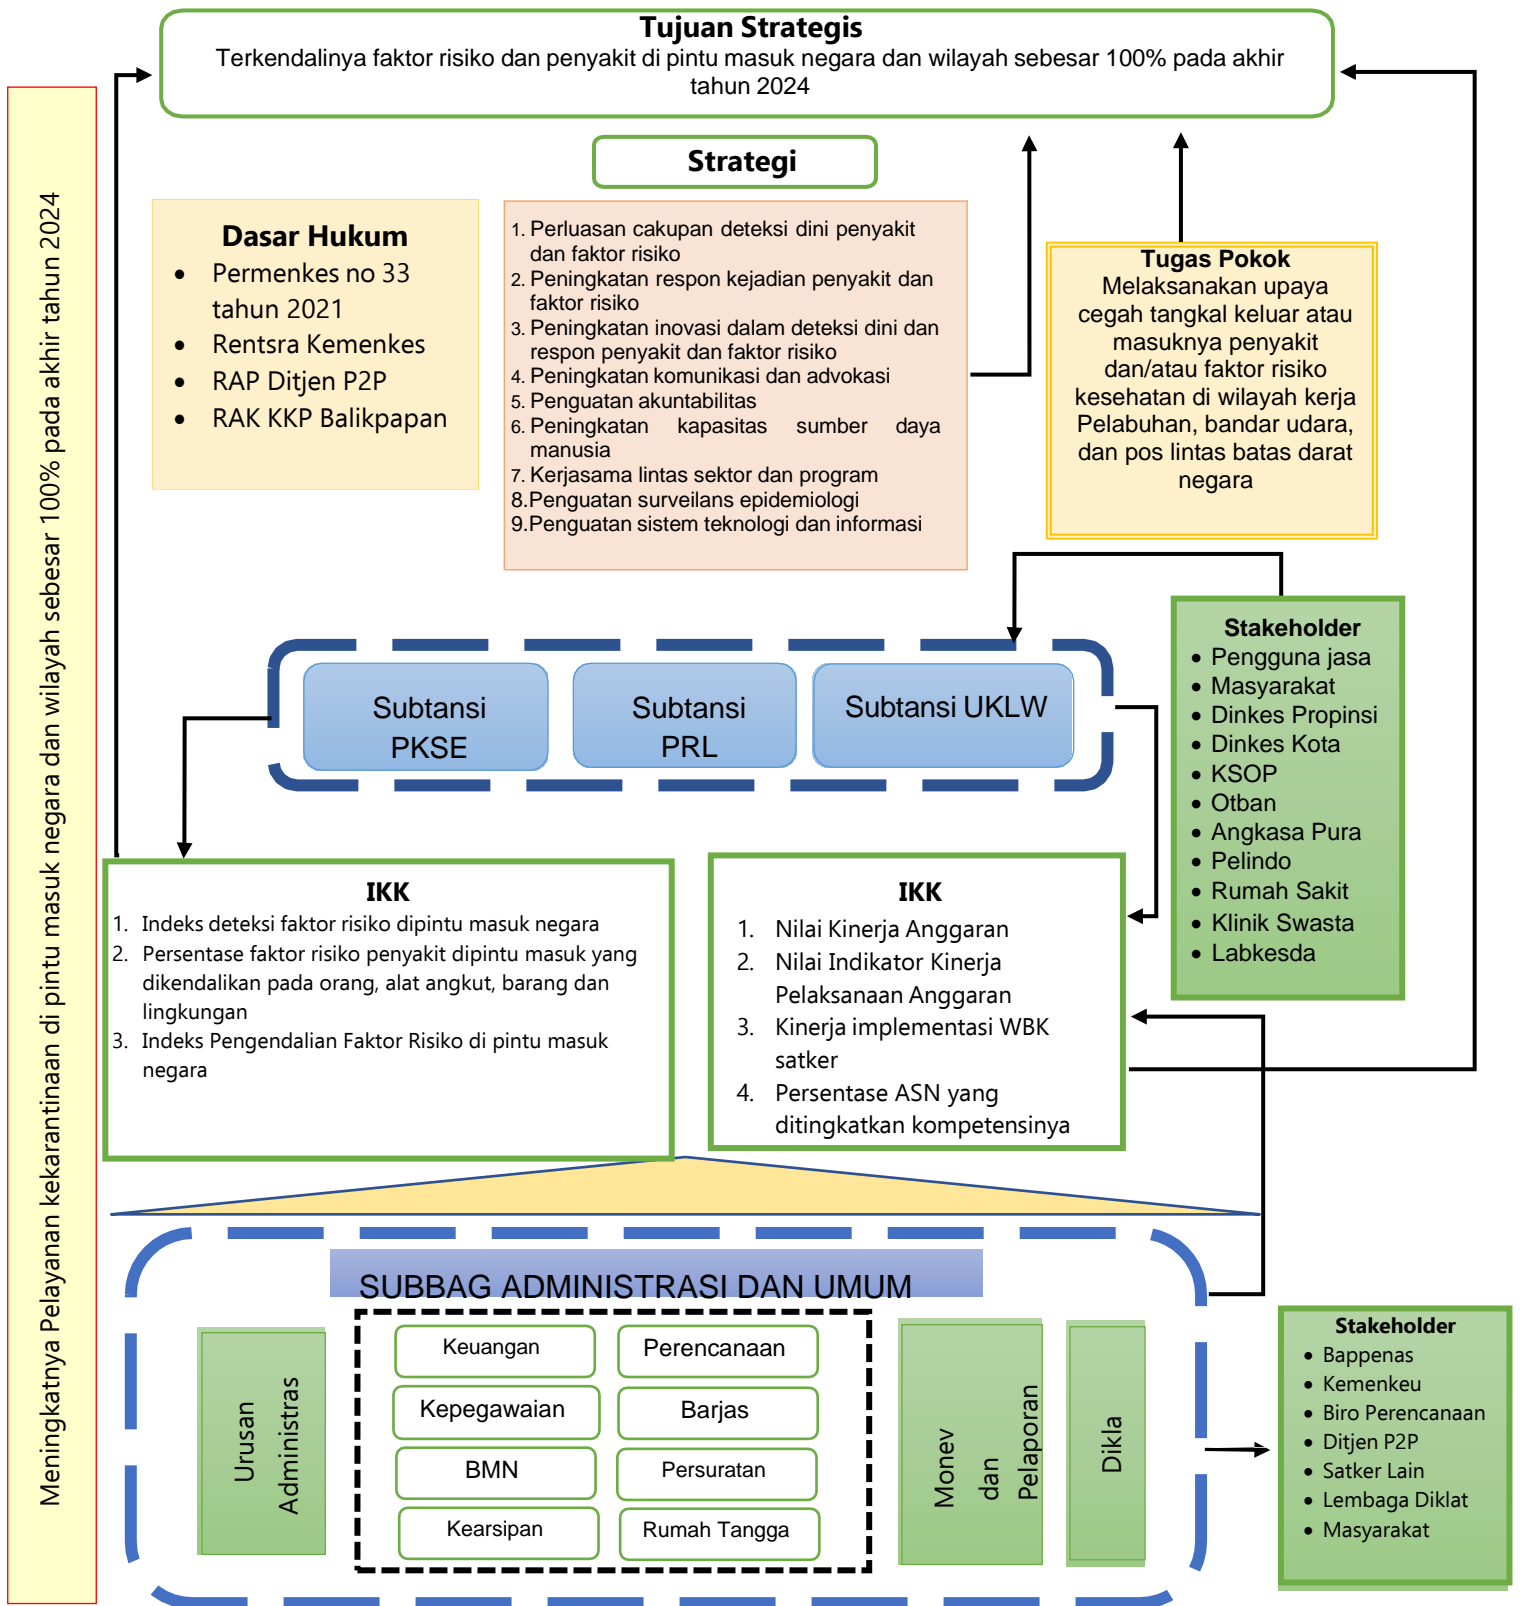 Tujuan Strategis
Terkendalinya faktor risiko dan penyakit di pintu masuk negara dan wilayah sebesar 100% pada akhir
tahun 2024
Meningkatnya Pelayanan kekarantinaan di pintu masuk negara dan wilayah sebesar 100% pada akhir tahun 2024
Strategi
Dasar Hukum
• Permenkes no 33
tahun 2021
• Rentsra Kemenkes
• RAP Ditjen P2P
• RAK KKP Balikpapan
1. Perluasan cakupan deteksi dini penyakit
dan faktor risiko
2. Peningkatan respon kejadian penyakit dan
faktor risiko
3. Peningkatan inovasi dalam deteksi dini dan
respon penyakit dan faktor risiko
4. Peningkatan komunikasi dan advokasi
5. Penguatan akuntabilitas
6. Peningkatan kapasitas sumber daya
manusia
7. Kerjasama lintas sektor dan program
8.Penguatan surveilans epidemiologi
9.Penguatan sistem teknologi dan informasi
Tugas Pokok
Melaksanakan upaya
cegah tangkal keluar atau
masuknya penyakit
dan/atau faktor risiko
kesehatan di wilayah kerja
Pelabuhan, bandar udara,
dan pos lintas batas darat
negara
Subtansi
PKSE
Subtansi
PRL
Subtansi UKLW
Stakeholder
• Pengguna jasa
• Masyarakat
• Dinkes Propinsi
• Dinkes Kota
• KSOP
• Otban
• Angkasa Pura
• Pelindo
• Rumah Sakit
• Klinik Swasta
• Labkesda
IKK
1. Indeks deteksi faktor risiko dipintu masuk negara
2. Persentase faktor risiko penyakit dipintu masuk yang
dikendalikan pada orang, alat angkut, barang dan
lingkungan
3. Indeks Pengendalian Faktor Risiko di pintu masuk
negara
IKK
1. Nilai Kinerja Anggaran
2. Nilai Indikator Kinerja
Pelaksanaan Anggaran
3. Kinerja implementasi WBK
satker
4. Persentase ASN yang
ditingkatkan kompetensinya
SUBBAG ADMINISTRASI DAN UMUM
Urusan
Administras
Keuangan
Perencanaan
Kepegawaian
Barjas
BMN
Persuratan
Kearsipan
Rumah Tangga
Monev
dan
Pelaporan
Dikla
Stakeholder
• Bappenas
• Kemenkeu
• Biro Perencanaan
• Ditjen P2P
• Satker Lain
• Lembaga Diklat
• Masyarakat